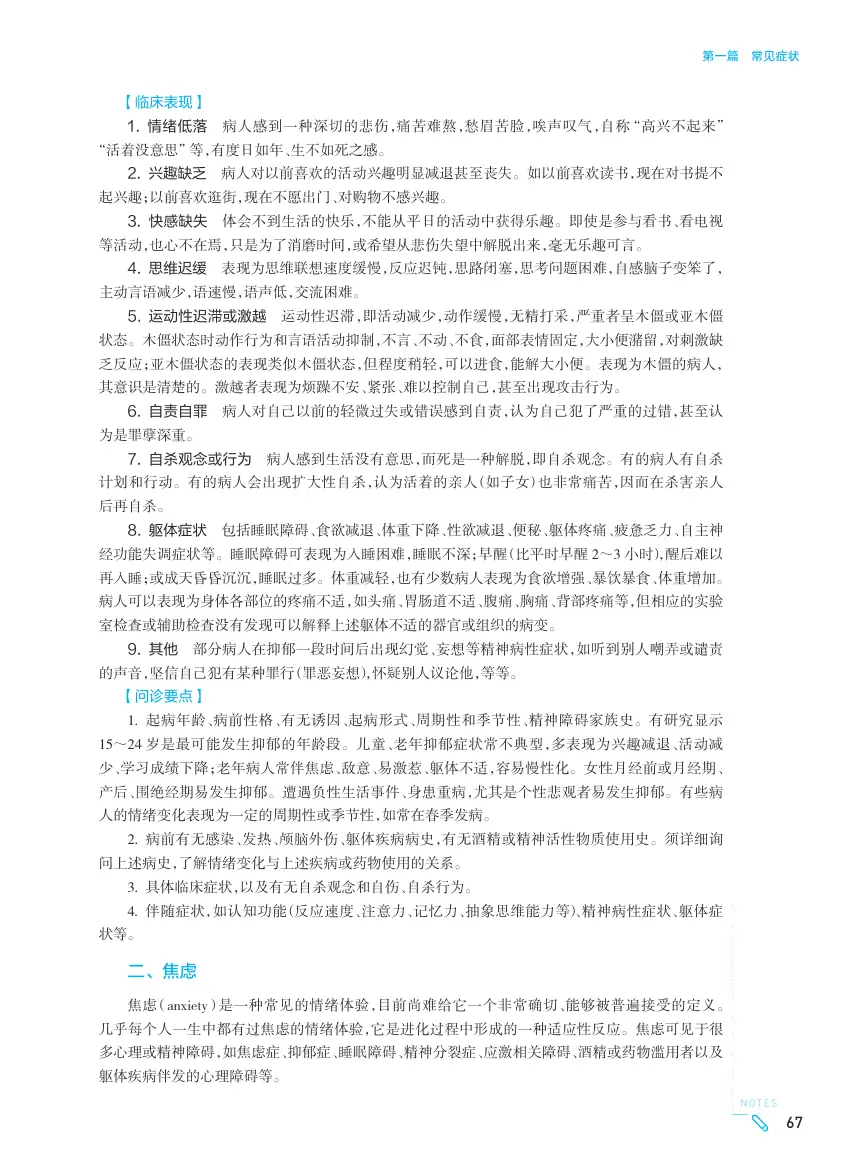 第一篇 常见症状
【临床表现】
1. 情绪低落 病人感到一种深切的悲伤,痛苦难熬,愁眉苦脸,唉声叹气,自称“高兴不起来”
“活着没意思”等,有度日如年、生不如死之感。
2. 兴趣缺乏 病人对以前喜欢的活动兴趣明显减退甚至丧失。如以前喜欢读书,现在对书提不
起兴趣;以前喜欢逛街,现在不愿出门、对购物不感兴趣。
3. 快感缺失 体会不到生活的快乐,不能从平日的活动中获得乐趣。即使是参与看书、看电视
等活动,也心不在焉,只是为了消磨时间,或希望从悲伤失望中解脱出来,毫无乐趣可言。
4. 思维迟缓 表现为思维联想速度缓慢,反应迟钝,思路闭塞,思考问题困难,自感脑子变笨了,
主动言语减少,语速慢,语声低,交流困难。
5. 运动性迟滞或激越 运动性迟滞,即活动减少,动作缓慢,无精打采,严重者呈木僵或亚木僵
状态。木僵状态时动作行为和言语活动抑制,不言、不动、不食,面部表情固定,大小便潴留,对刺激缺
乏反应;亚木僵状态的表现类似木僵状态,但程度稍轻,可以进食,能解大小便。表现为木僵的病人,
其意识是清楚的。激越者表现为烦躁不安、紧张、难以控制自己,甚至出现攻击行为。
6. 自责自罪 病人对自己以前的轻微过失或错误感到自责,认为自己犯了严重的过错,甚至认
为是罪孽深重。
7. 自杀观念或行为 病人感到生活没有意思,而死是一种解脱,即自杀观念。有的病人有自杀
计划和行动。有的病人会出现扩大性自杀,认为活着的亲人(如子女)也非常痛苦,因而在杀害亲人
后再自杀。
8. 躯体症状 包括睡眠障碍、食欲减退、体重下降、性欲减退、便秘、躯体疼痛、疲惫乏力、自主神
经功能失调症状等。睡眠障碍可表现为入睡困难,睡眠不深;早醒(比平时早醒 2～3 小时),醒后难以
再入睡;或成天昏昏沉沉,睡眠过多。体重减轻,也有少数病人表现为食欲增强、暴饮暴食、体重增加。
病人可以表现为身体各部位的疼痛不适,如头痛、胃肠道不适、腹痛、胸痛、背部疼痛等,但相应的实验
室检查或辅助检查没有发现可以解释上述躯体不适的器官或组织的病变。
9. 其他 部分病人在抑郁一段时间后出现幻觉、妄想等精神病性症状,如听到别人嘲弄或谴责
的声音,坚信自己犯有某种罪行(罪恶妄想),怀疑别人议论他,等等。
【问诊要点】
1. 起病年龄、病前性格、有无诱因、起病形式、周期性和季节性、精神障碍家族史。有研究显示
15～24 岁是最可能发生抑郁的年龄段。儿童、老年抑郁症状常不典型,多表现为兴趣减退、活动减
少、学习成绩下降;老年病人常伴焦虑、敌意、易激惹、躯体不适,容易慢性化。女性月经前或月经期、
产后、围绝经期易发生抑郁。遭遇负性生活事件、身患重病,尤其是个性悲观者易发生抑郁。有些病
人的情绪变化表现为一定的周期性或季节性,如常在春季发病。
2. 病前有无感染、发热、颅脑外伤、躯体疾病病史,有无酒精或精神活性物质使用史。须详细询
问上述病史,了解情绪变化与上述疾病或药物使用的关系。
3. 具体临床症状,以及有无自杀观念和自伤、自杀行为。
4. 伴随症状,如认知功能(反应速度、注意力、记忆力、抽象思维能力等)、精神病性症状、躯体症
状等。
二、焦虑
焦虑(anxiety)是一种常见的情绪体验,目前尚难给它一个非常确切、能够被普遍接受的定义。
几乎每个人一生中都有过焦虑的情绪体验,它是进化过程中形成的一种适应性反应。焦虑可见于很
多心理或精神障碍,如焦虑症、抑郁症、睡眠障碍、精神分裂症、应激相关障碍、酒精或药物滥用者以及
躯体疾病伴发的心理障碍等。
NOTES
67